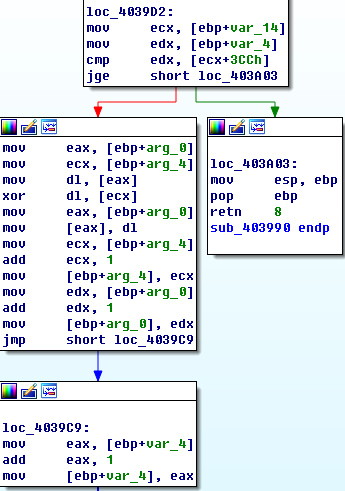 loc_4039D2:
mov ecx, [ebp+var_14]
mov edx, [ebp+var_4]
cmp edx, [ecx+3CCh]
jge short loc_403A03
mov eax, [ebp+arg_0]
mov ecx, [ebp+arg_4]
mov dl, [eax]
xor dl, [ecx]
mov eax, [ebp+arg_0]
mov [eax], dl
mov ecx, [ebp+arg_4]
add ecx, 1
mov [ebp+arg_4], ecx
mov edx, [ebp+arg_0]
add edx, 1
mov [ebp+arg_0], edx
jmp short loc_4039C9
loc_403A03:
mov esp, ebp
pop ebp
retn 8
sub_403990 endp
loc_4039C9:
mov eax, [ebp+var_4]
add eax, 1
mov [ebp+var_4], eax